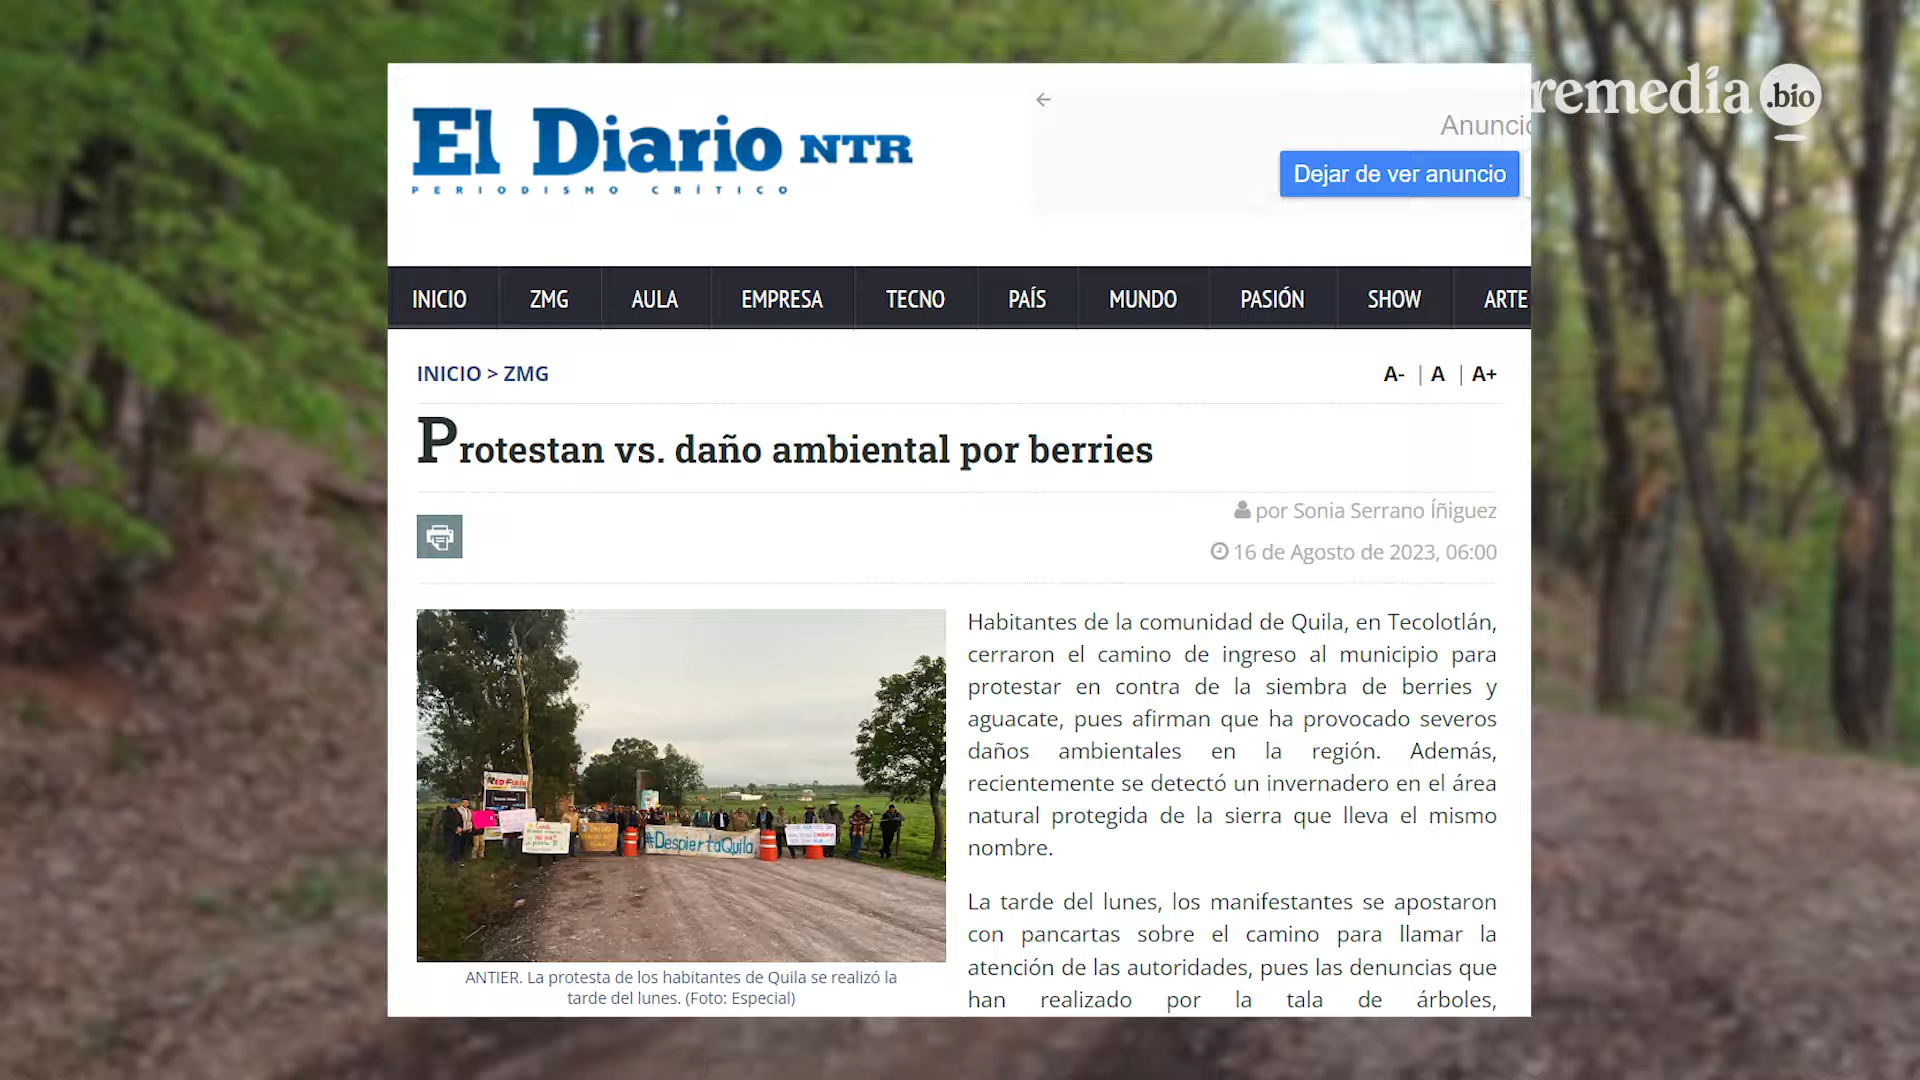 remedia.bio
El Diario NTR
PERIODISMO CRÍTICO
Anuncio
Dejar de ver anuncio
INICIO ZMG AULA EMPRESA TECNO PAÍS MUNDO PASIÓN SHOW ARTE
INICIO > ZMG
A- | A | A+
Protestan vs. daño ambiental por berries
por Sonia Serrano Íñiguez
16 de Agosto de 2023, 06:00
RED FIRE
NO HAY
#DespiertaQuila
ANTIER. La protesta de los habitantes de Quila se realizó la
tarde del lunes. (Foto: Especial)
Habitantes de la comunidad de Quila, en Tecolotlán,
cerraron el camino de ingreso al municipio para
protestar en contra de la siembra de berries y
aguacate, pues afirman que ha provocado severos
daños ambientales en la región. Además,
recientemente se detectó un invernadero en el área
natural protegida de la sierra que lleva el mismo
nombre.
La tarde del lunes, los manifestantes se apostaron
con pancartas sobre el camino para llamar la
atención de las autoridades, pues las denuncias que
han realizado por la tala de árboles,